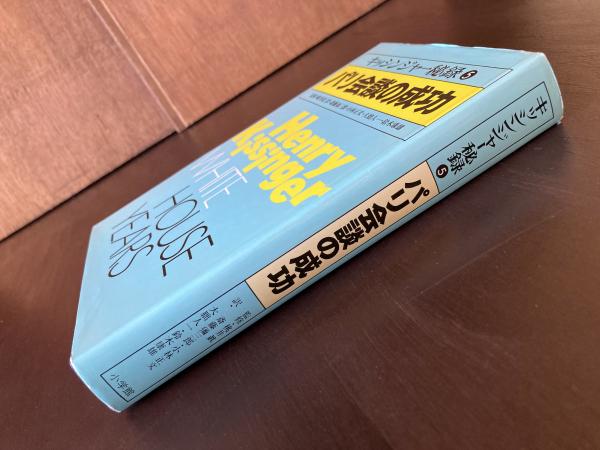 キッシンジャー秘録⑤
パリ会談の成功
Henry
Kissinger
WHITE
HOUSE
YEARS
キッシンジャー秘録⑤
パリ会談の成功
小学館